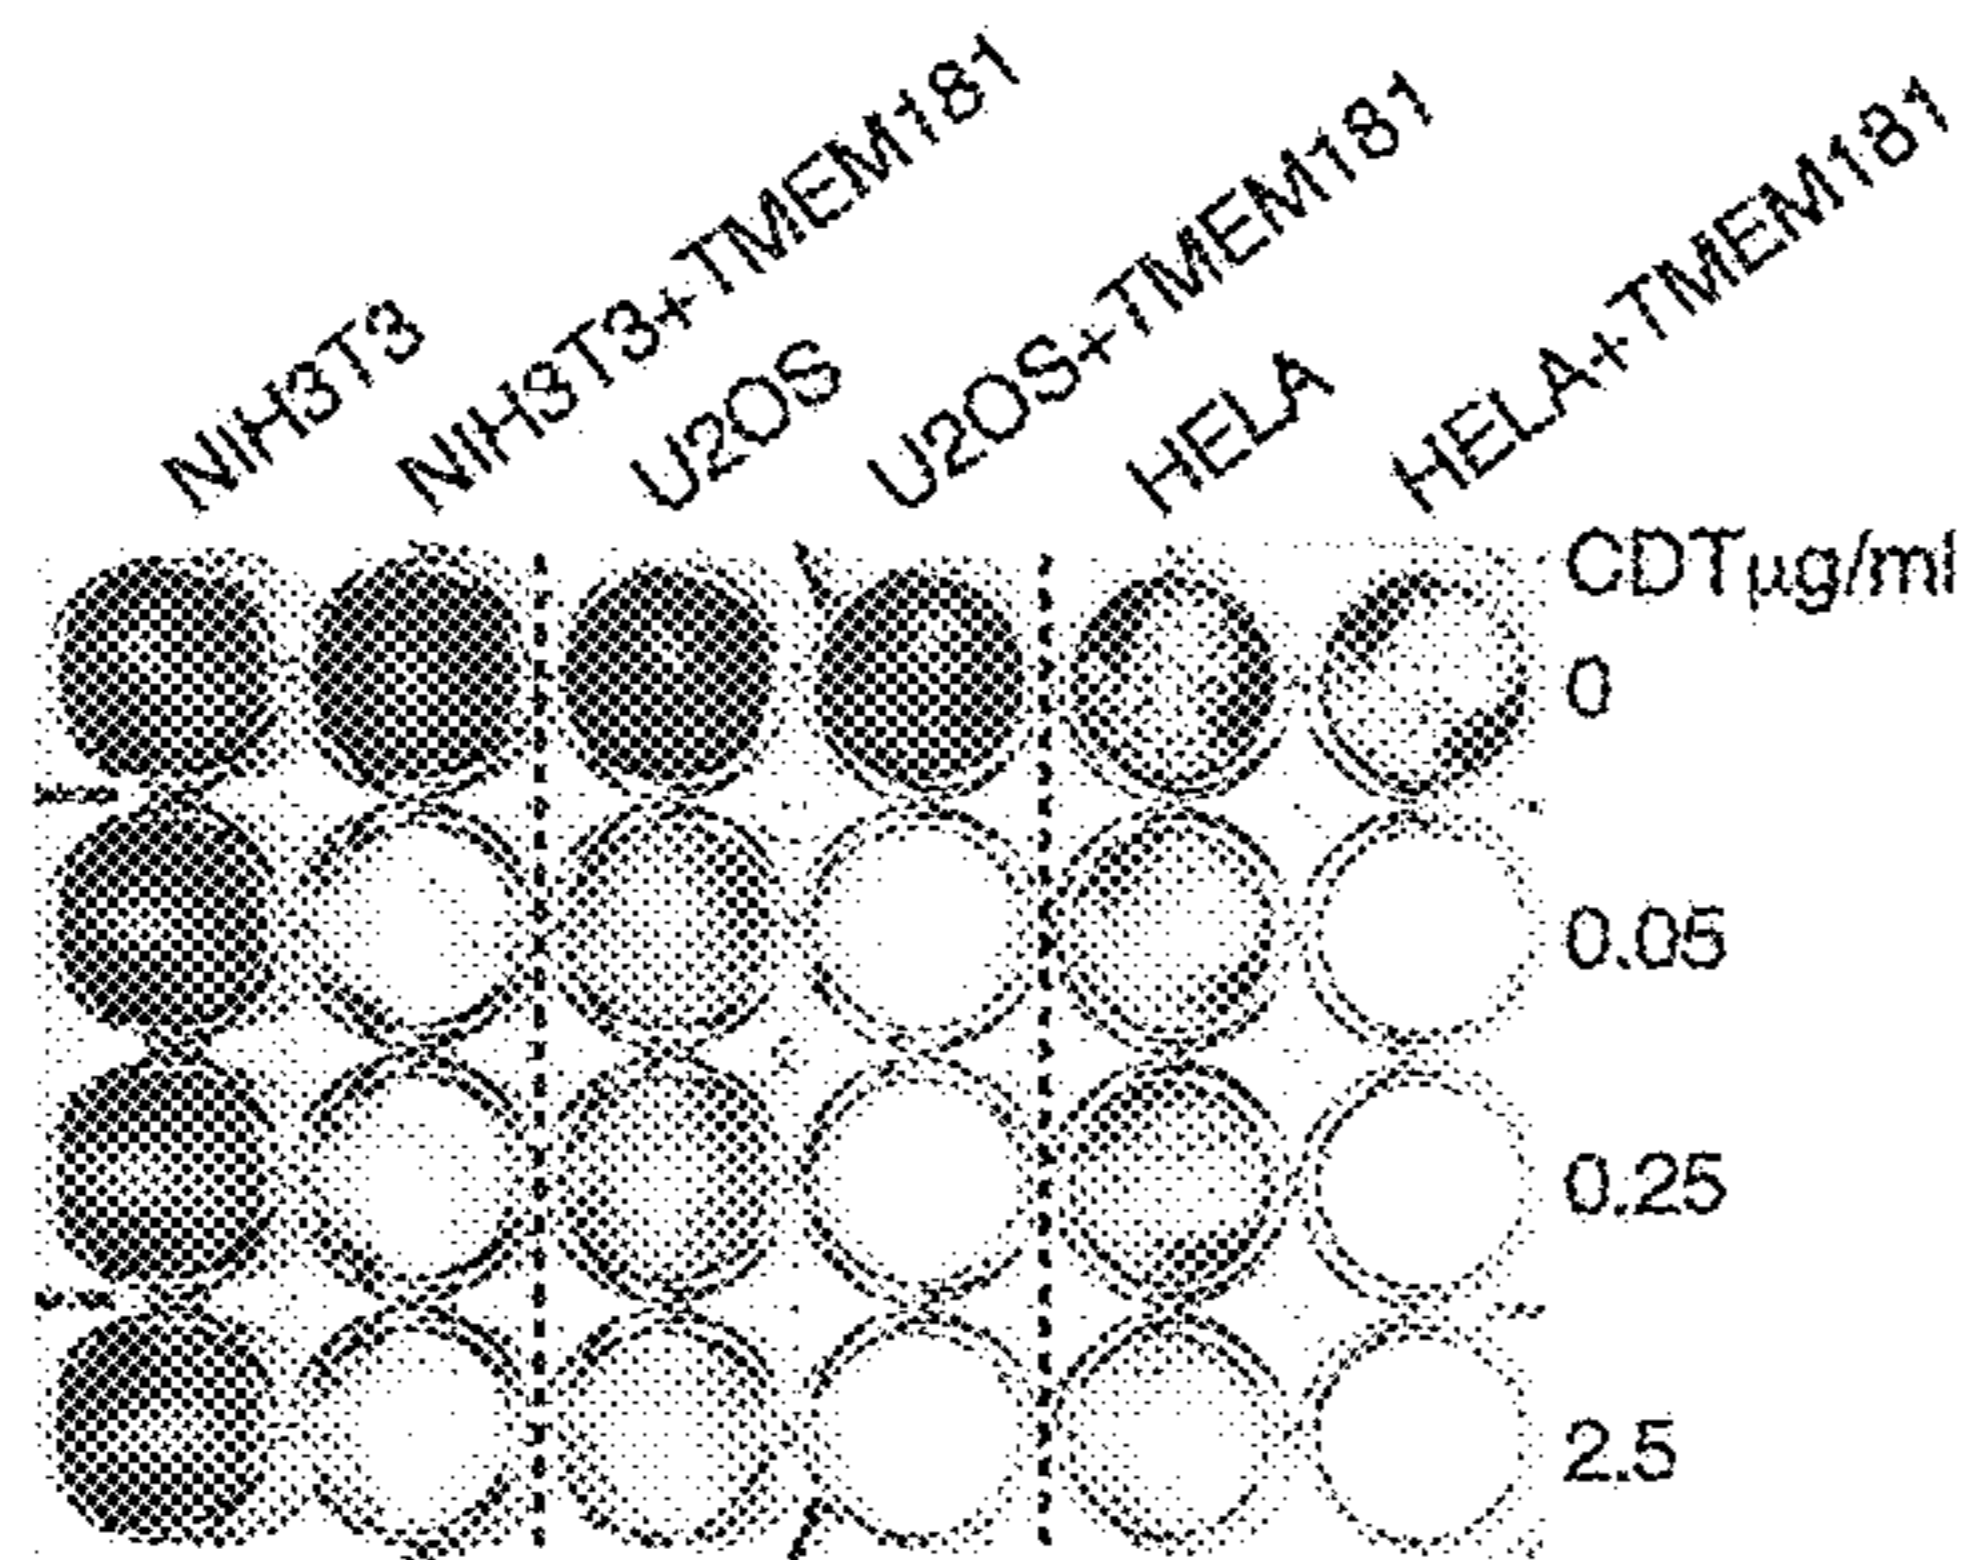 NIH3T3
NIH3T3+TMEM181
U2OS
U2OS+TMEM181
HELA
HELA+TMEM181
CDTµg/ml
0
0.05
0.25
2.5